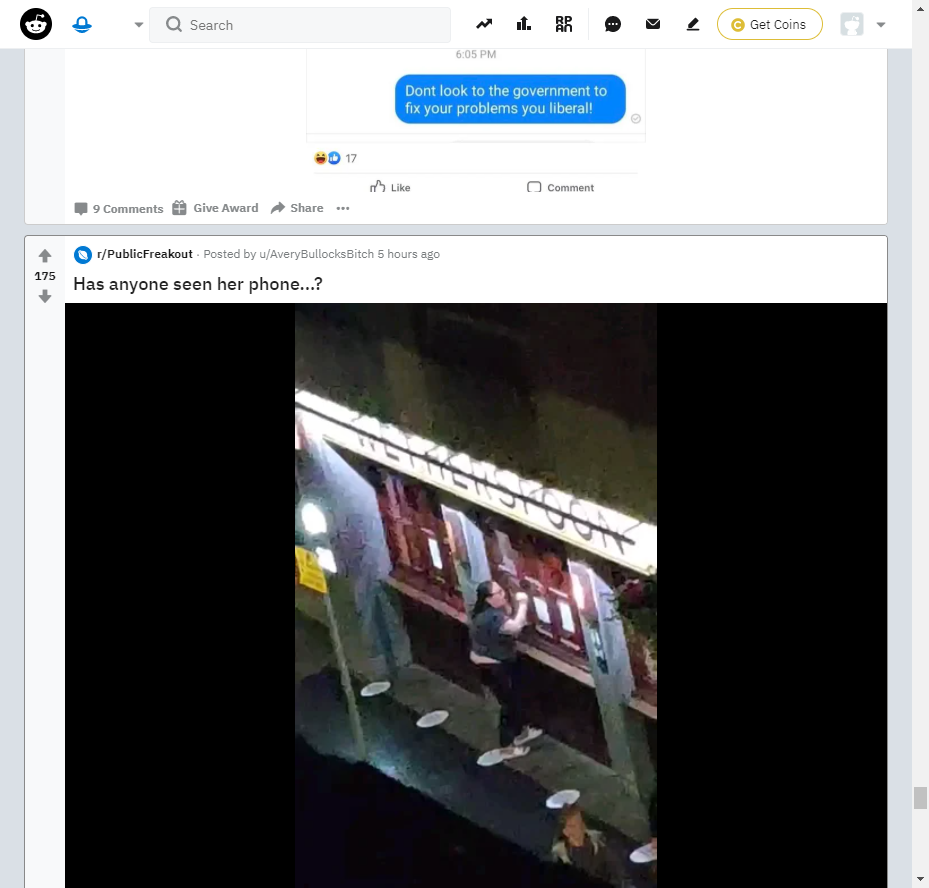 Search
Get Coins
6:05 PM
Dont look to the government to
fix your problems you liberal!
17
Like
Comment
9 Comments
Give Award
Share
r/PublicFreakout · Posted by u/AveryBullocksBitch 5 hours ago
175
Has anyone seen her phone...?
WETHERSPOON